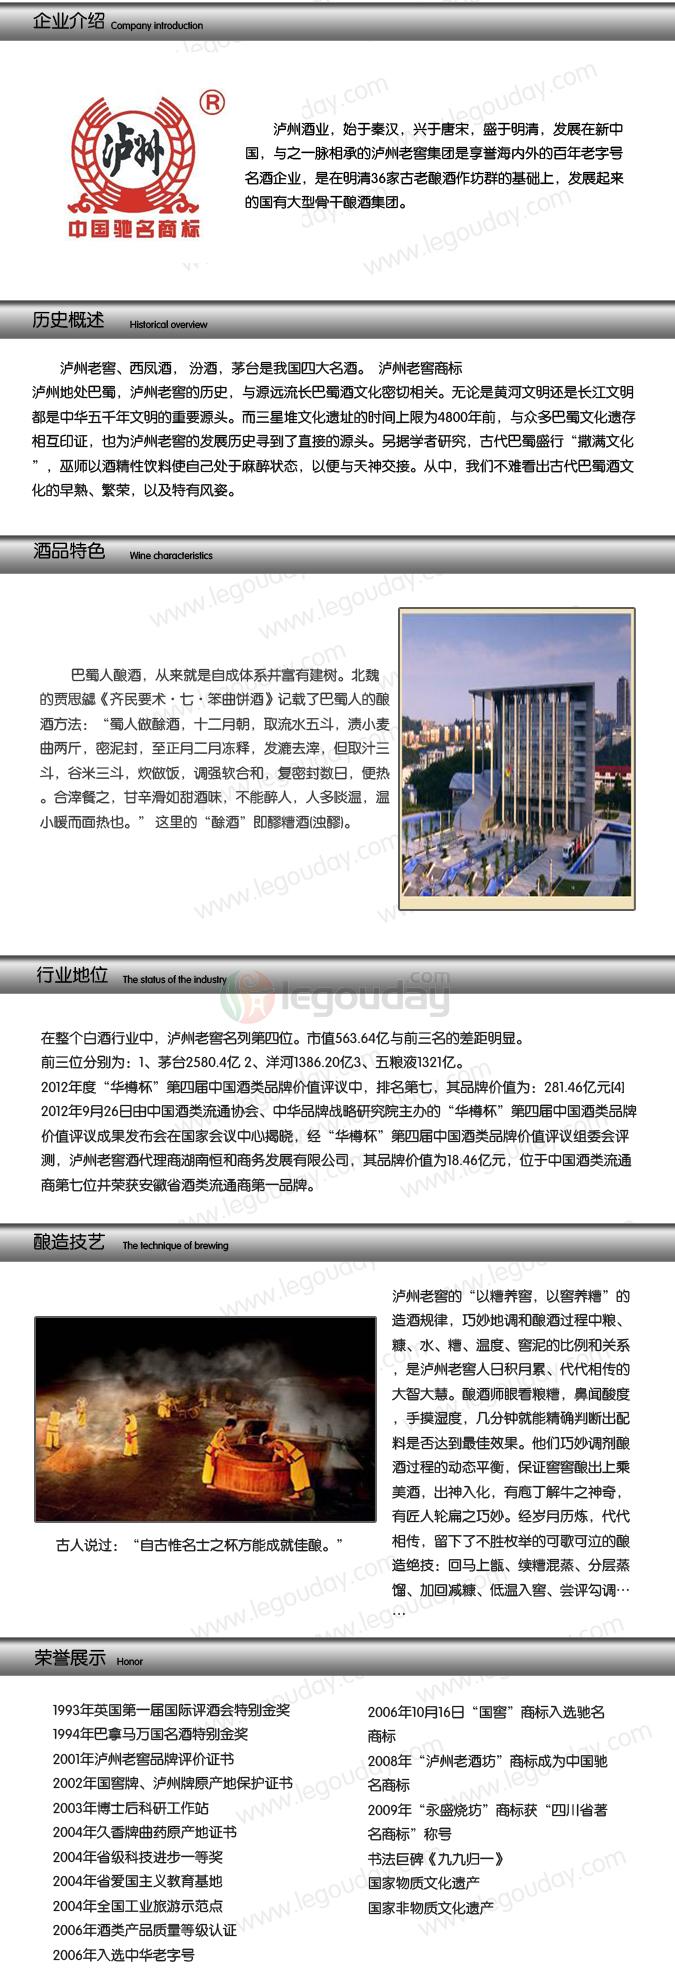 企业介绍 Company introduction
®
泸州
中国驰名商标
泸州酒业，始于秦汉，兴于唐宋，盛于明清，发展在新中
国，与之一脉相承的泸州老窖集团是享誉海内外的百年老字号
名酒企业，是在明清36家古老酿酒作坊群的基础上，发展起来
的国有大型骨干酿酒集团。
历史概述 Historical overview
泸州老窖、西凤酒， 汾酒，茅台是我国四大名酒。 泸州老窖商标
泸州地处巴蜀，泸州老窖的历史，与源远流长巴蜀酒文化密切相关。无论是黄河文明还是长江文明
都是中华五千年文明的重要源头。而三星堆文化遗址的时间上限为4800年前，与众多巴蜀文化遗存
相互印证，也为泸州老窖的发展历史寻到了直接的源头。另据学者研究，古代巴蜀盛行“撒满文化
”，巫师以酒精性饮料使自己处于麻醉状态，以便与天神交接。从中，我们不难看出古代巴蜀酒文
化的早熟、繁荣，以及特有风姿。
酒品特色 Wine characteristics
巴蜀人酿酒，从来就是自成体系并富有建树。北魏
的贾思勰《齐民要术·七·笨曲饼酒》记载了巴蜀人的酿
酒方法：“蜀人做酴酒，十二月朝，取流水五斗，渍小麦
曲两斤，密泥封，至正月二月冻释，发漉去滓，但取汁三
斗，谷米三斗，炊做饭，调强软合和，复密封数日，便热
。合滓餐之，甘辛滑如甜酒味，不能醉人，人多啖温，温
小暖而面热也。” 这里的“酴酒”即醪糟酒(浊醪)。
行业地位 The status of the industry
legouday.com
在整个白酒行业中，泸州老窖名列第四位。市值563.64亿与前三名的差距明显。
前三位分别为：1、茅台2580.4亿 2、洋河1386.20亿3、五粮液1321亿。
2012年度“华樽杯”第四届中国酒类品牌价值评议中，排名第七，其品牌价值为：281.46亿元[4]
2012年9月26日由中国酒类流通协会、中华品牌战略研究院主办的“华樽杯”第四届中国酒类品牌
价值评议成果发布会在国家会议中心揭晓，经“华樽杯”第四届中国酒类品牌价值评议组委会评
测，泸州老窖酒代理商湖南恒和商务发展有限公司，其品牌价值为18.46亿元，位于中国酒类流通
商第七位并荣获安徽省酒类流通商第一品牌。
酿造技艺 The technique of brewing
泸州老窖的“以糟养窖，以窖养糟”的
造酒规律，巧妙地调和酿酒过程中粮、
糠、水、糟、温度、窖泥的比例和关系
，是泸州老窖人日积月累、代代相传的
大智大慧。酿酒师眼看粮糟，鼻闻酸度
，手摸湿度，几分钟就能精确判断出配
料是否达到最佳效果。他们巧妙调剂酿
酒过程的动态平衡，保证窖窖酿出上乘
美酒，出神入化，有庖丁解牛之神奇，
有匠人轮扁之巧妙。经岁月历炼，代代
相传，留下了不胜枚举的可歌可泣的酿
造绝技：回马上甑、续糟混蒸、分层蒸
馏、加回减糠、低温入窖、尝评勾调…
…
古人说过：“自古惟名士之杯方能成就佳酿。”
荣誉展示 Honor
1993年英国第一届国际评酒会特别金奖
1994年巴拿马万国名酒特别金奖
2001年泸州老窖品牌评价证书
2002年国窖牌、泸州牌原产地保护证书
2003年博士后科研工作站
2004年久香牌曲药原产地证书
2004年省级科技进步一等奖
2004年省爱国主义教育基地
2004年全国工业旅游示范点
2006年酒类产品质量等级认证
2006年入选中华老字号
2006年10月16日“国窖”商标入选驰名
商标
2008年“泸州老酒坊”商标成为中国驰
名商标
2009年“永盛烧坊”商标获“四川省著
名商标”称号
书法巨碑《九九归一》
国家物质文化遗产
国家非物质文化遗产
www.legouday.com